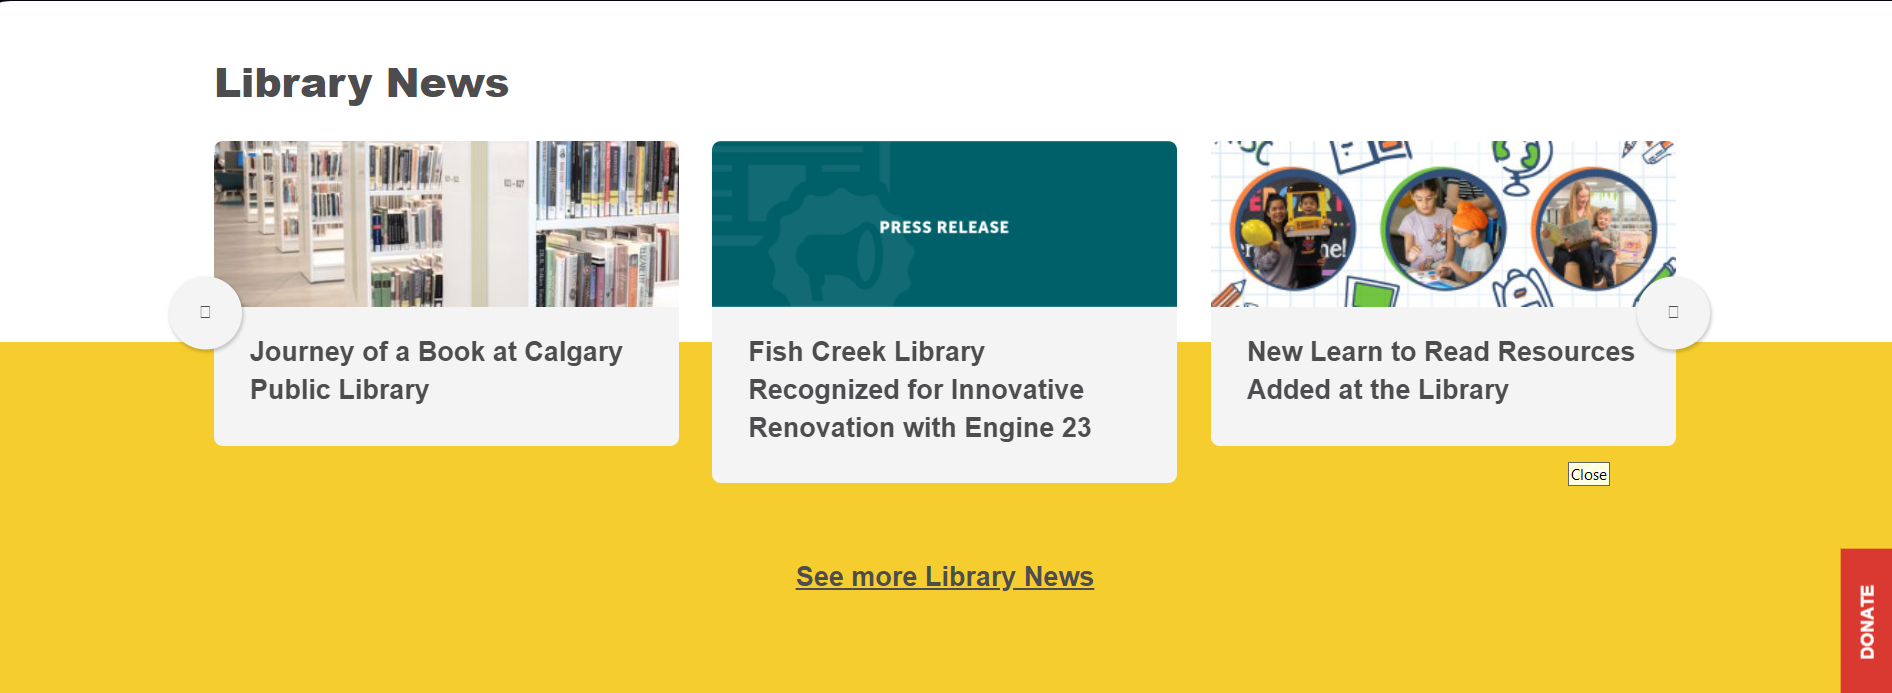 Library News
PRESS RELEASE
Journey of a Book at Calgary
Public Library
Fish Creek Library
Recognized for Innovative
Renovation with Engine 23
New Learn to Read Resources
Added at the Library
Close
See more Library News
DONATE